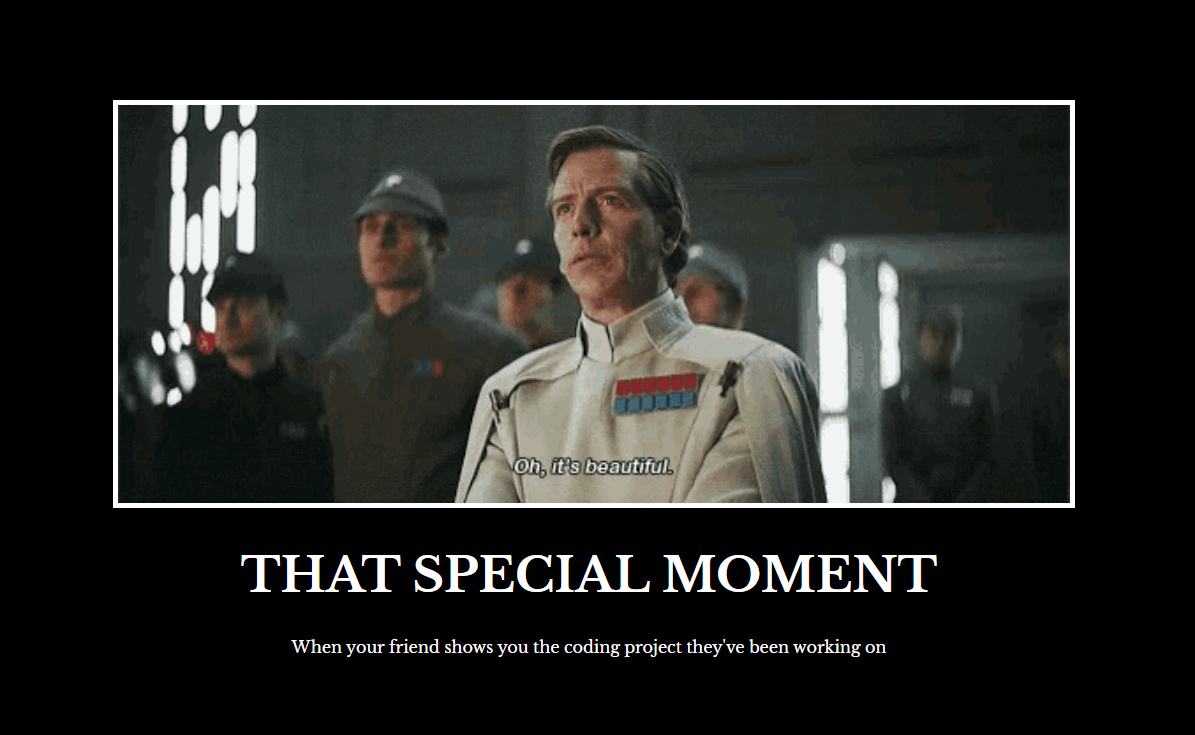 Oh, it's beautiful.
THAT SPECIAL MOMENT
When your friend shows you the coding project they've been working on